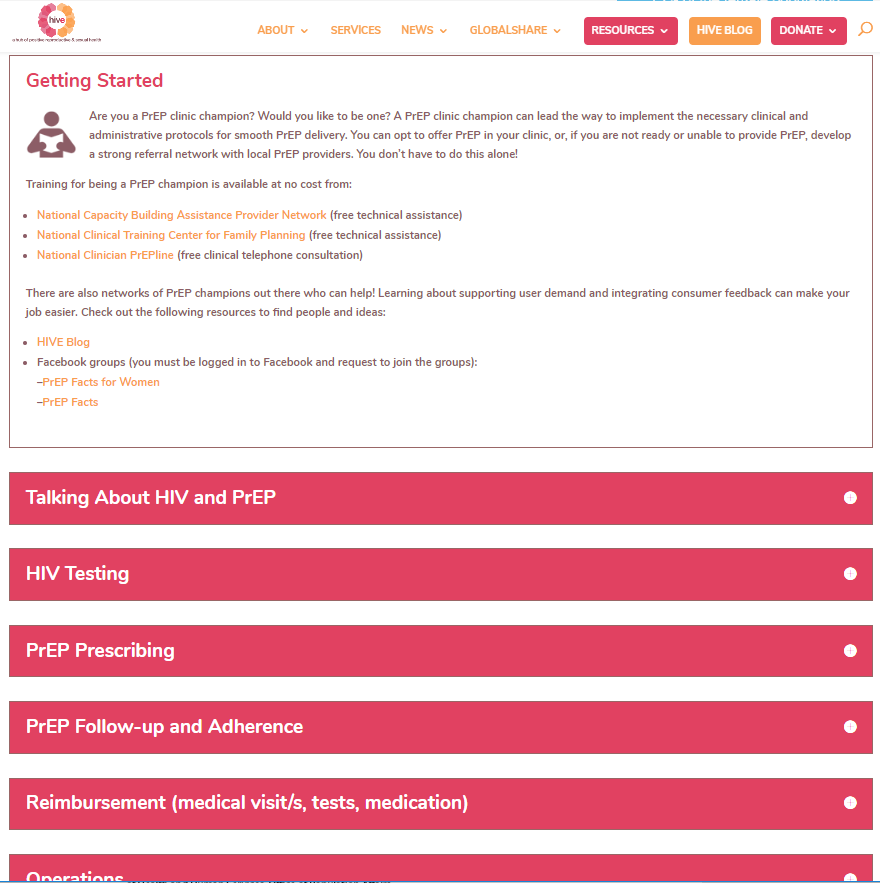 hive
a hub of positive reproductive & sexual health
ABOUT
SERVICES
NEWS
GLOBALSHARE
RESOURCES
HIVE BLOG
DONATE
Getting Started
Are you a PrEP clinic champion? Would you like to be one? A PrEP clinic champion can lead the way to implement the necessary clinical and
administrative protocols for smooth PrEP delivery. You can opt to offer PrEP in your clinic, or, if you are not ready or unable to provide PrEP, develop
a strong referral network with local PrEP providers. You don't have to do this alone!
Training for being a PrEP champion is available at no cost from:
• National Capacity Building Assistance Provider Network (free technical assistance)
• National Clinical Training Center for Family Planning (free technical assistance)
• National Clinician PrEPline (free clinical telephone consultation)
There are also networks of PrEP champions out there who can help! Learning about supporting user demand and integrating consumer feedback can make your
job easier. Check out the following resources to find people and ideas:
• HIVE Blog
• Facebook groups (you must be logged in to Facebook and request to join the groups):
–PrEP Facts for Women
–PrEP Facts
Talking About HIV and PrEP
HIV Testing
PrEP Prescribing
PrEP Follow-up and Adherence
Reimbursement (medical visit/s, tests, medication)
Operations